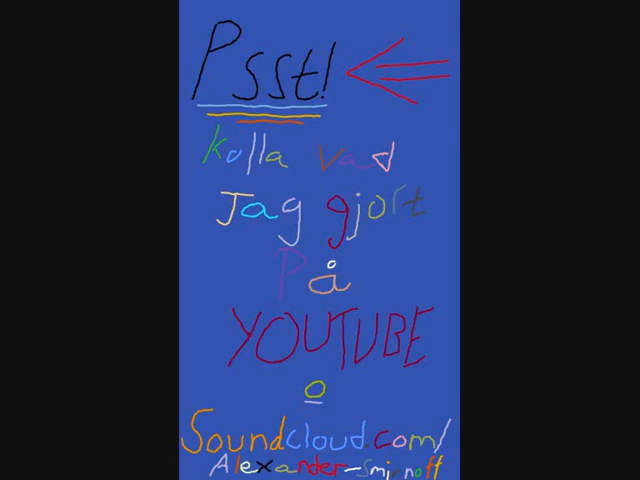 Psst!
Kolla vad
Jag gjort
På
YOUTUBE
o
Soundcloud.com/
Alexander-Smirnoff